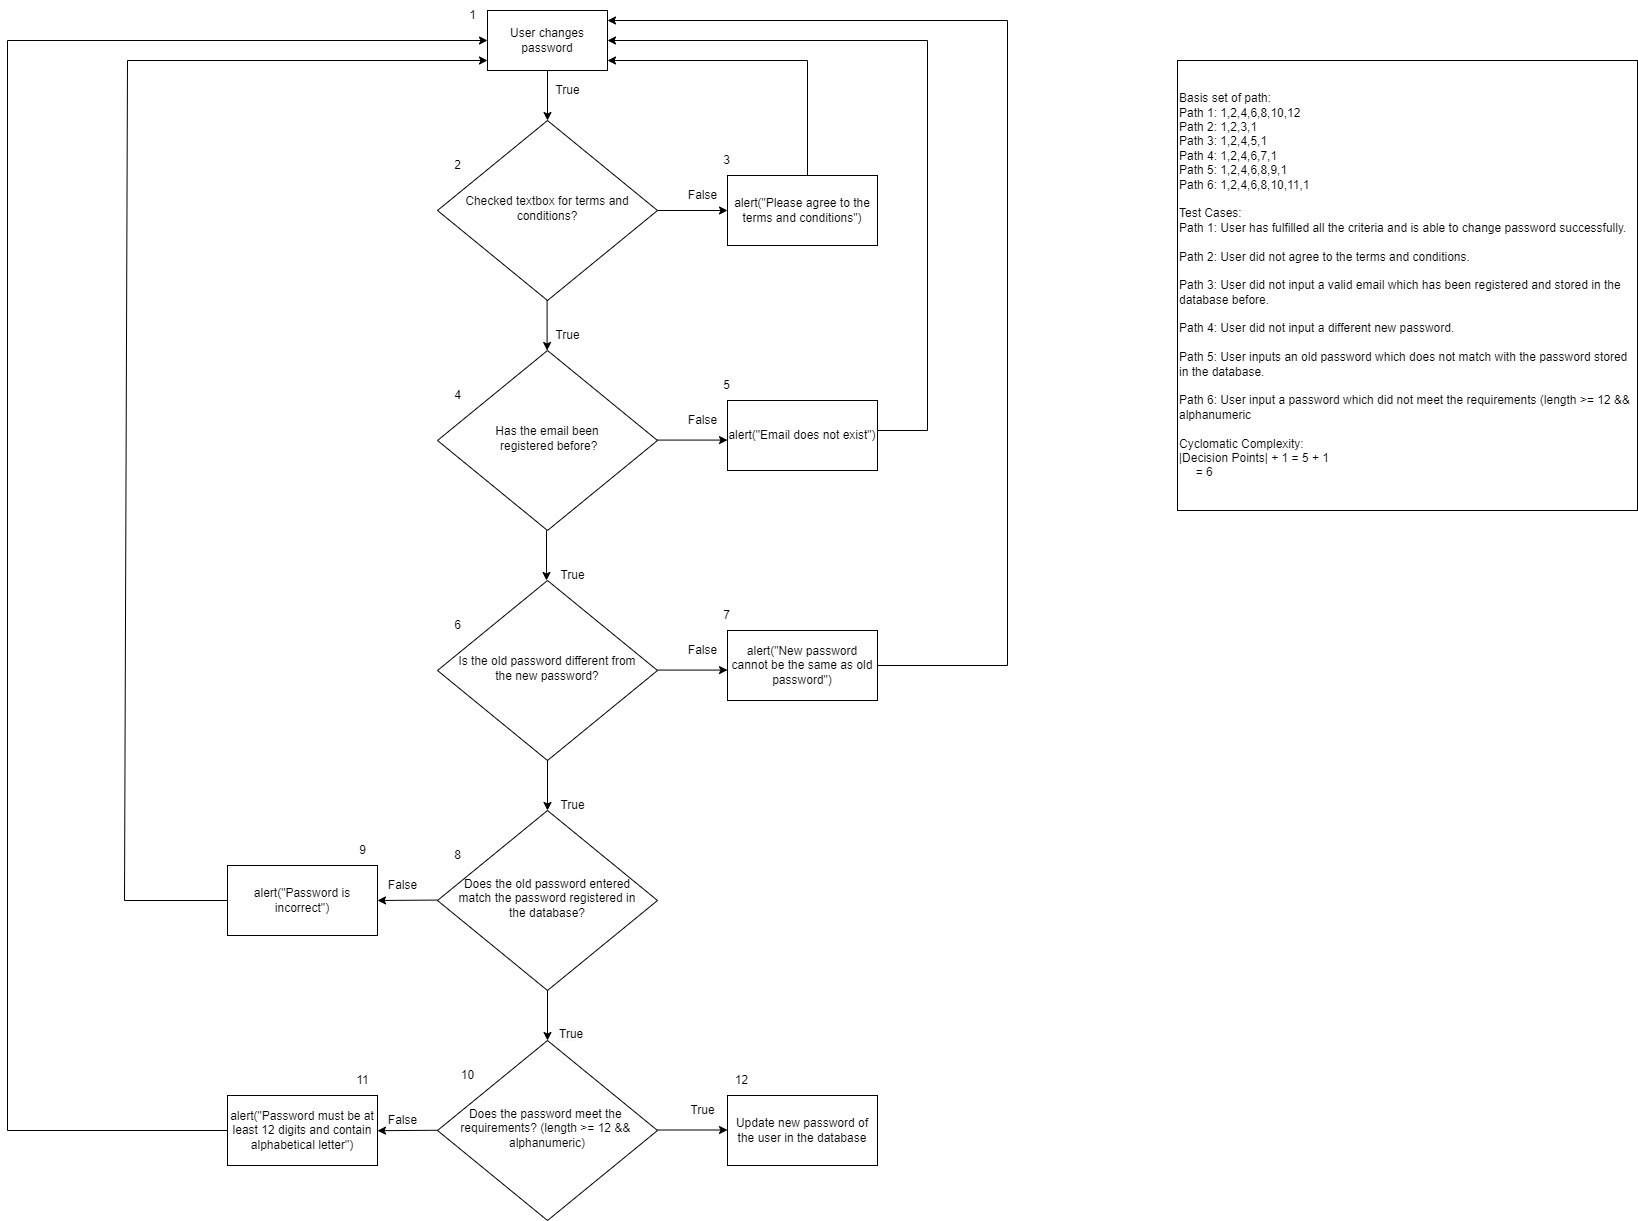 1
User changes
password
True
2
Checked textbox for terms and
conditions?
False
3
alert("Please agree to the
terms and conditions")
True
4
Has the email been
registered before?
False
5
alert("Email does not exist")
True
6
Is the old password different from
the new password?
False
7
alert("New password
cannot be the same as old
password")
True
8
Does the old password entered
match the password registered in
the database?
False
9
alert("Password is
incorrect")
True
10
Does the password meet the
requirements? (length >= 12 &&
alphanumeric)
False
11
alert("Password must be at
least 12 digits and contain
alphabetical letter")
True
12
Update new password of
the user in the database
Basis set of path:
Path 1: 1,2,4,6,8,10,12
Path 2: 1,2,3,1
Path 3: 1,2,4,5,1
Path 4: 1,2,4,6,7,1
Path 5: 1,2,4,6,8,9,1
Path 6: 1,2,4,6,8,10,11,1
Test Cases:
Path 1: User has fulfilled all the criteria and is able to change password successfully.
Path 2: User did not agree to the terms and conditions.
Path 3: User did not input a valid email which has been registered and stored in the
database before.
Path 4: User did not input a different new password.
Path 5: User inputs an old password which does not match with the password stored
in the database.
Path 6: User input a password which did not meet the requirements (length >= 12 &&
alphanumeric
Cyclomatic Complexity:
|Decision Points| + 1 = 5 + 1
= 6